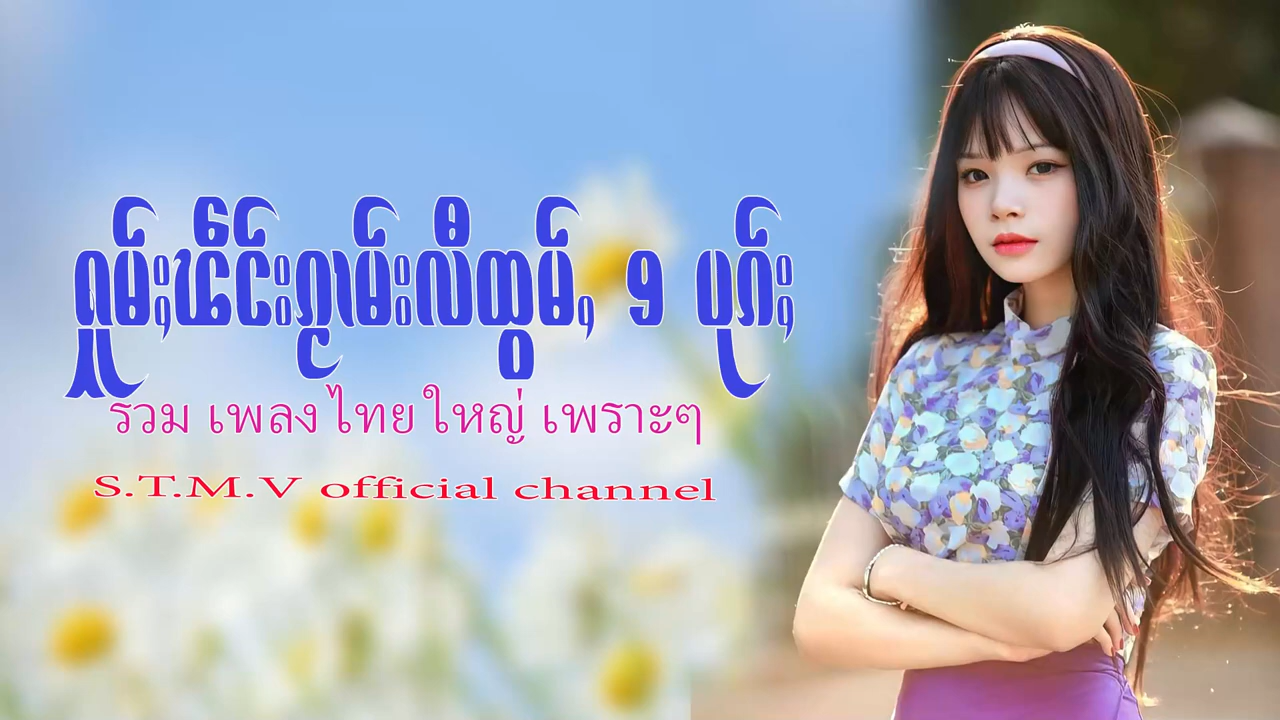 ႁူမ်ႈၽဵင်းၵႂၢမ်းလီထွမ်ႇ 9 ပုၵ်ႈ
รวม เพลง ไทย ใหญ่ เพราะๆ
S.T.M.V official channel